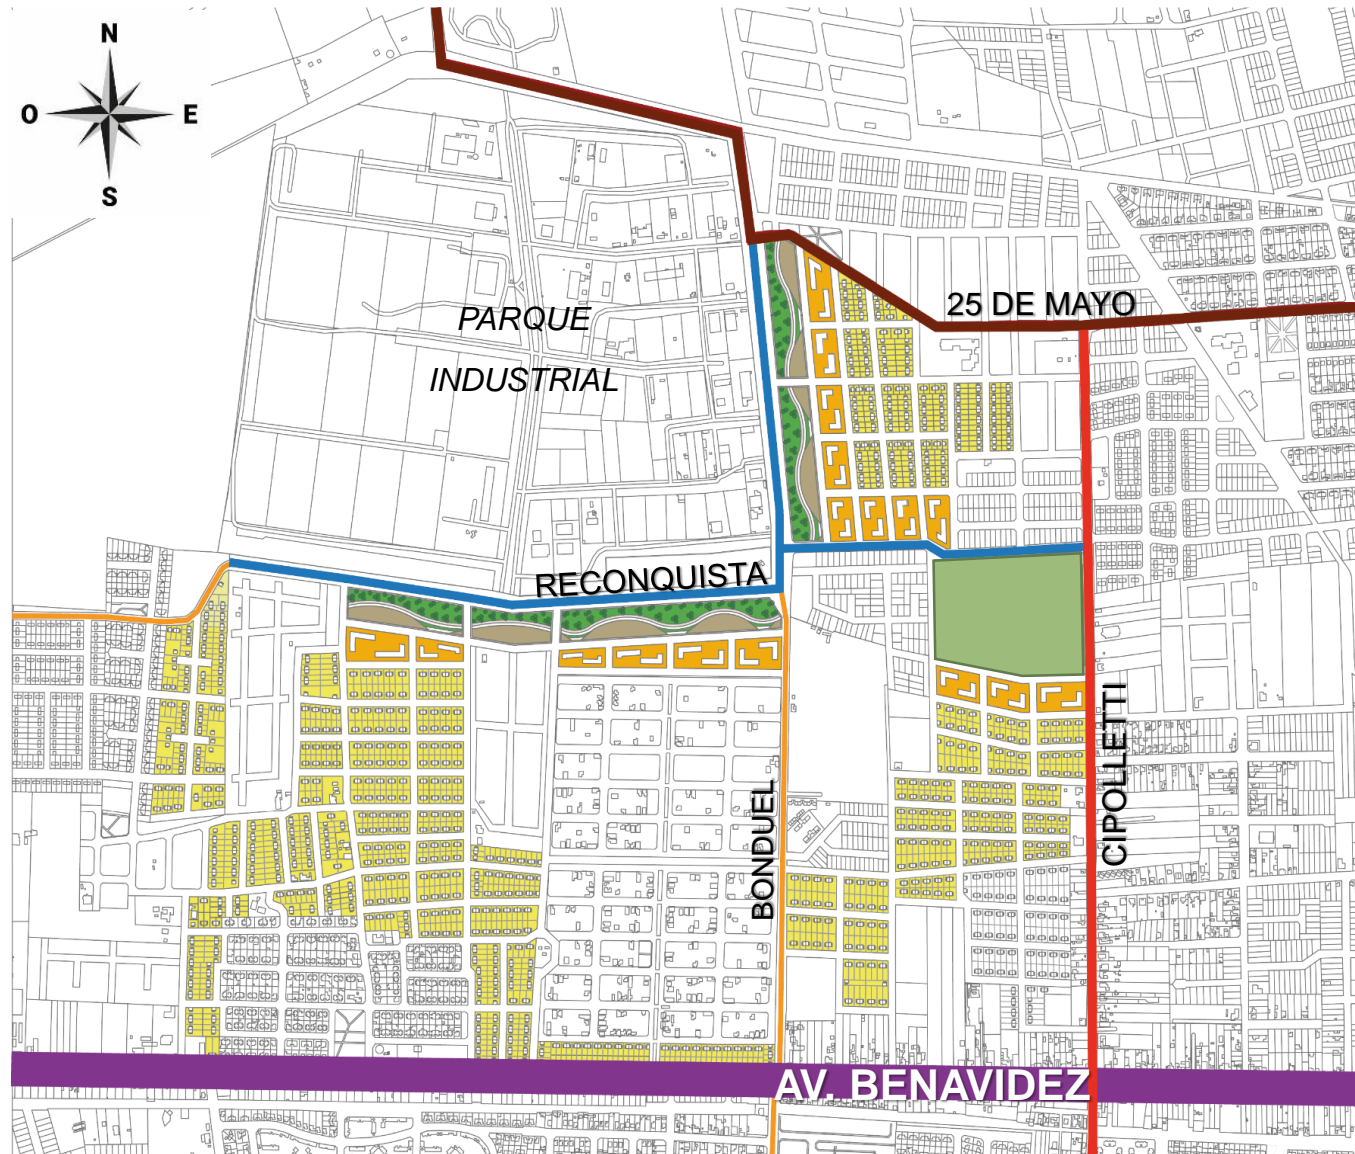 N
O
E
S
25 DE MAYO
PARQUE
INDUSTRIAL
RECONQUISTA
CIPOLLETTI
BONDUEL
AV. BENAVIDEZ